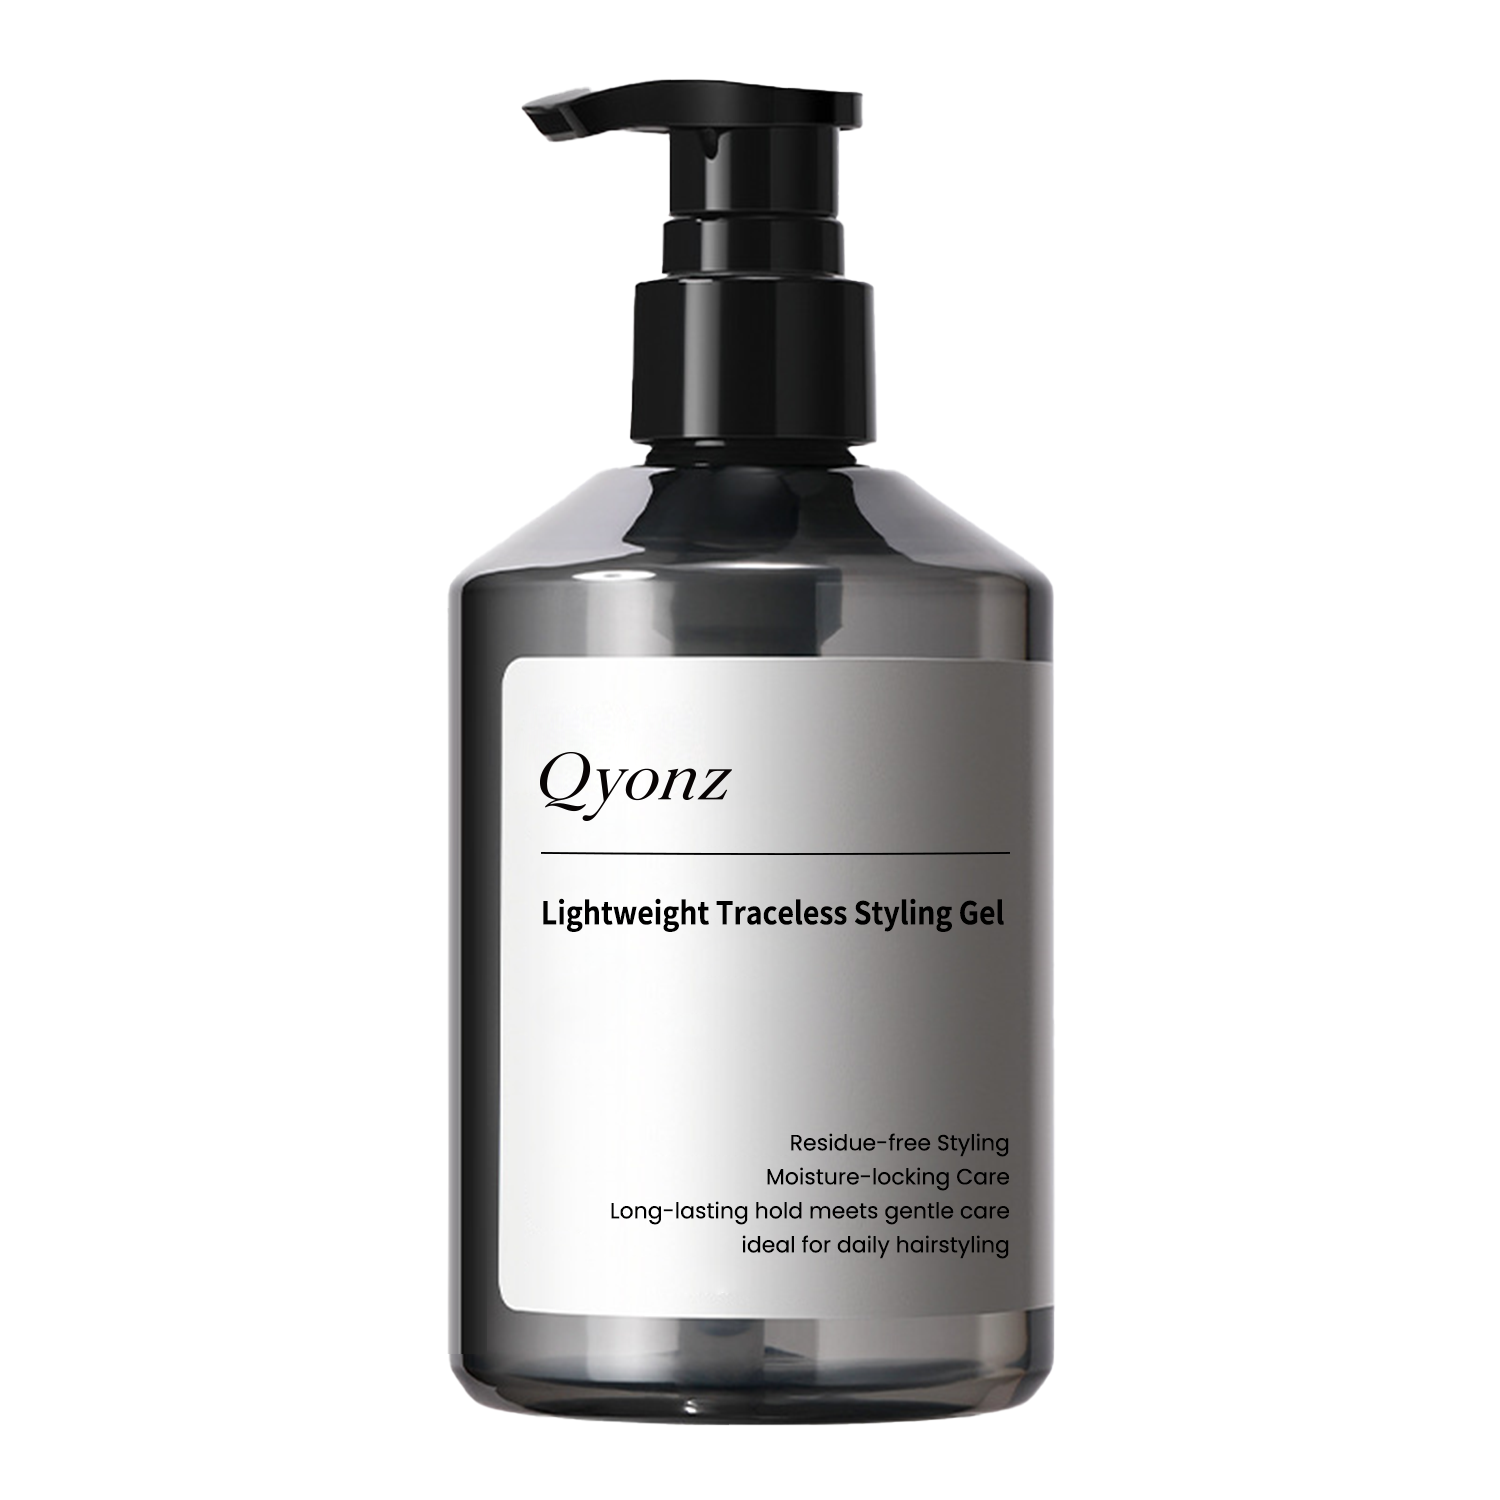 Qyonz
Lightweight Traceless Styling Gel
Residue-free Styling
Moisture-locking Care
Long-lasting hold meets gentle care
ideal for daily hairstyling